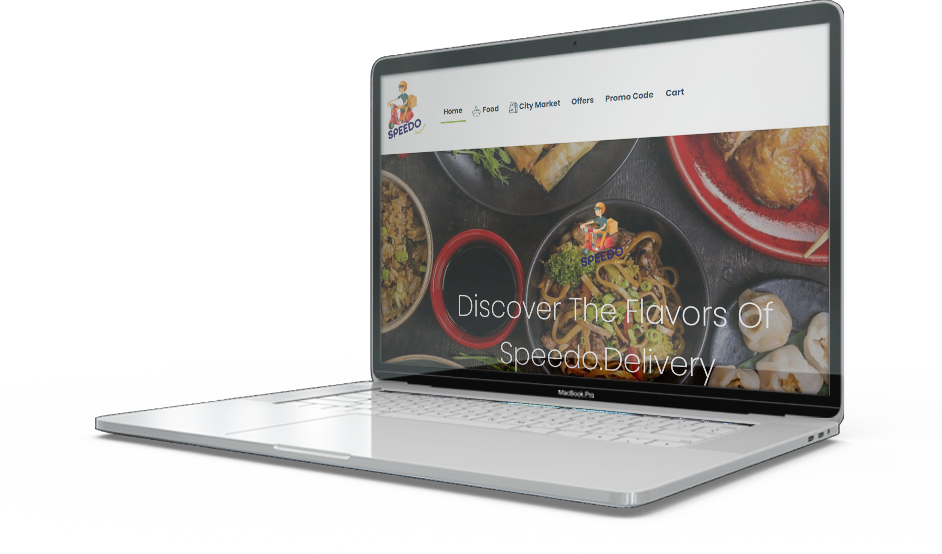 SPEEDO
Home Food City Market Offers Promo Code Cart
SPEEDO
Discover The Flavors Of
Speedo.Delivery
MacBook Pro